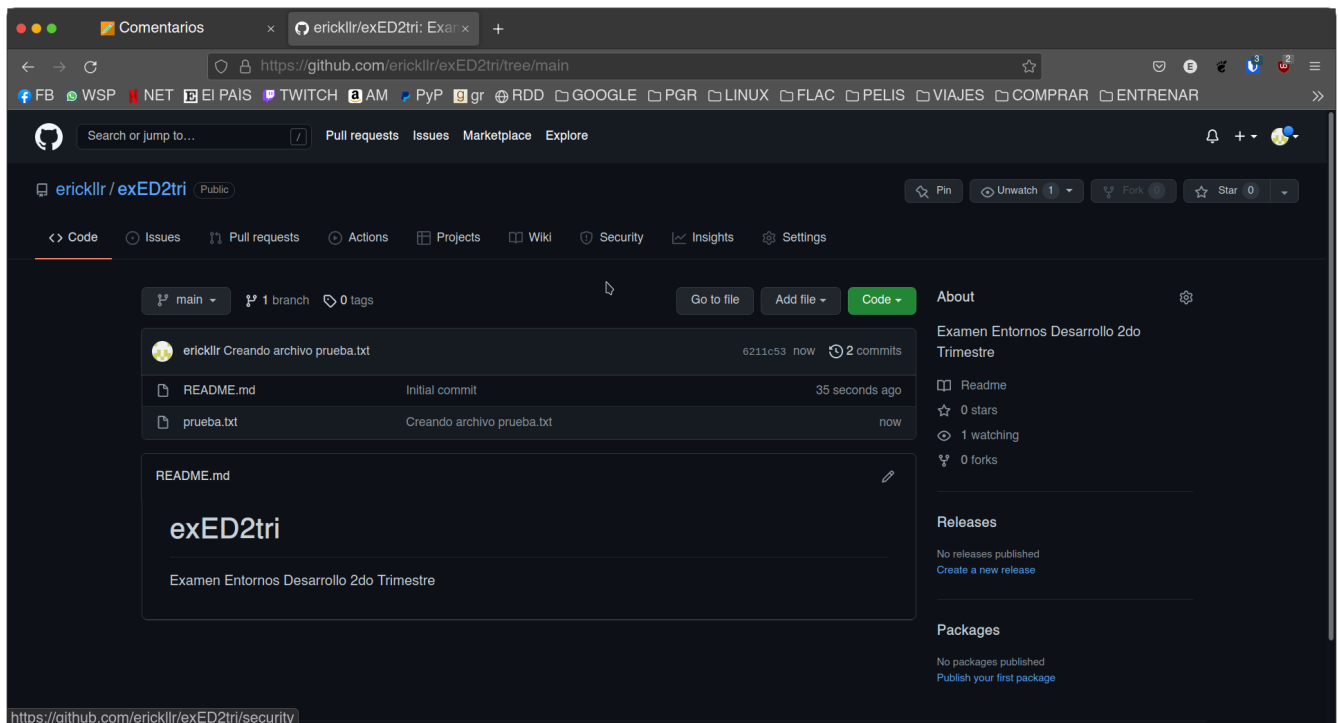 Comentarios × erickllr/exED2tri: Exan × +
https://github.com/erickllr/exED2tri/tree/main E 3 2
FB WSP NET El PAIS TWITCH AM PyP gr RDD GOOGLE PGR LINUX FLAC PELIS VIAJES COMPRAR ENTRENAR »
Search or jump to... / Pull requests Issues Marketplace Explore
erickllr / exED2tri Public Pin Unwatch 1 Fork 0 Star 0
<> Code Issues Pull requests Actions Projects Wiki Security Insights Settings
main 1 branch 0 tags Go to file Add file Code
erickllr Creando archivo prueba.txt 6211c53 now 2 commits
README.md Initial commit 35 seconds ago
prueba.txt Creando archivo prueba.txt now
README.md
exED2tri
Examen Entornos Desarrollo 2do Trimestre
About
Examen Entornos Desarrollo 2do
Trimestre
Readme
0 stars
1 watching
0 forks
Releases
No releases published
Create a new release
Packages
No packages published
Publish your first package
https://github.com/erickllr/exED2tri/security